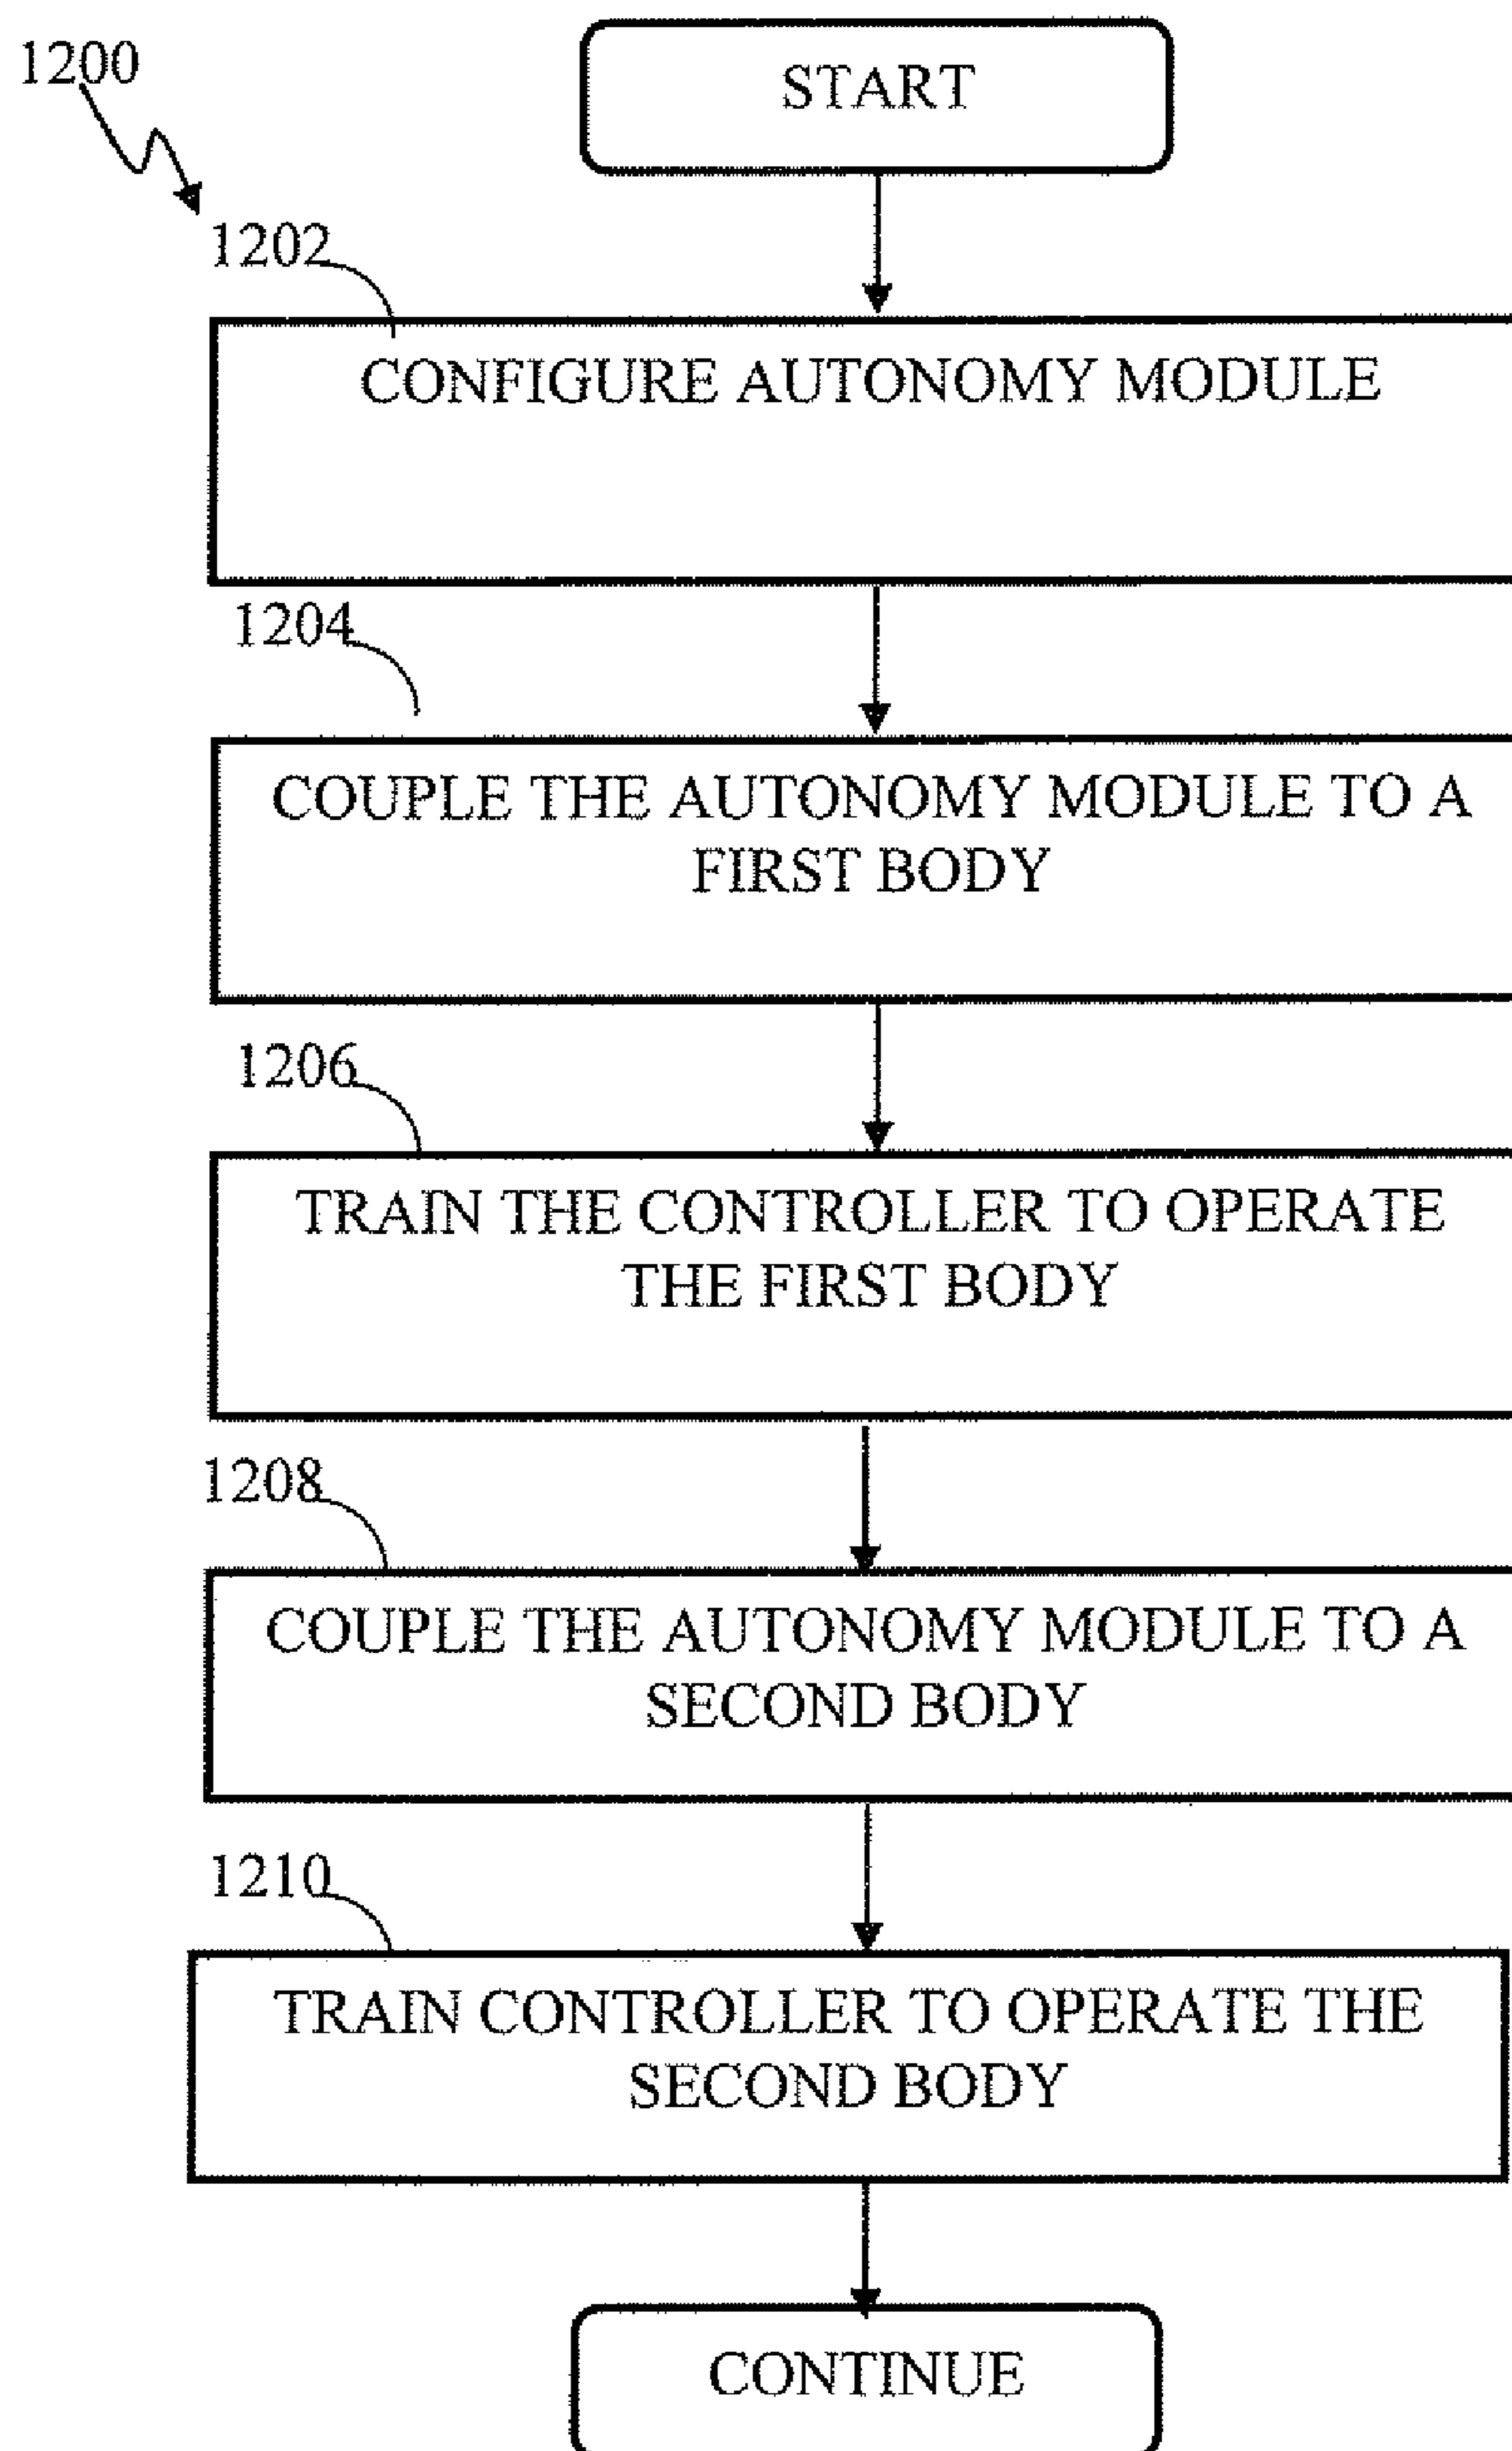 1200
START
1202
CONFIGURE AUTONOMY MODULE
1204
COUPLE THE AUTONOMY MODULE TO A
FIRST BODY
1206
TRAIN THE CONTROLLER TO OPERATE
THE FIRST BODY
1208
COUPLE THE AUTONOMY MODULE TO A
SECOND BODY
1210
TRAIN CONTROLLER TO OPERATE THE
SECOND BODY
CONTINUE